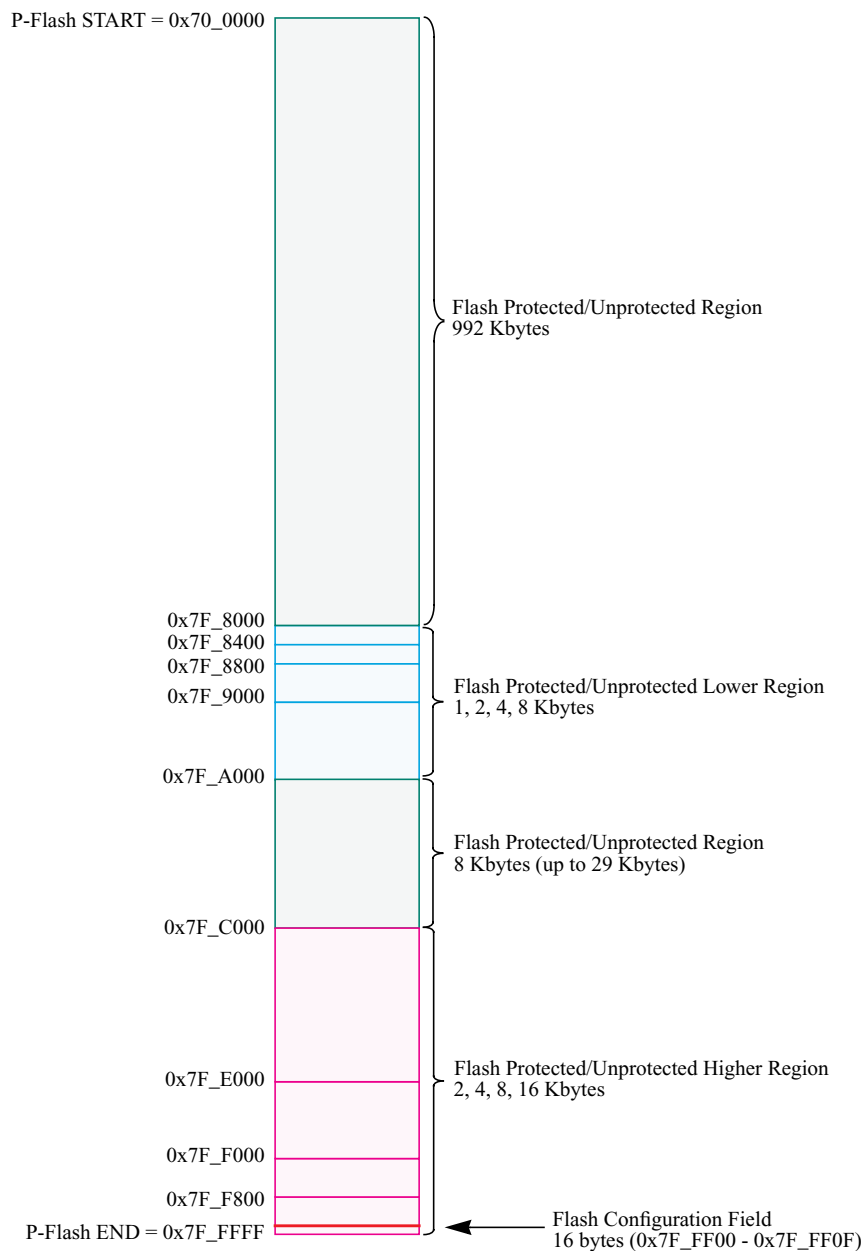 P-Flash START = 0x70_0000
Flash Protected/Unprotected Region
992 Kbytes
0x7F_8000
0x7F_8400
0x7F_8800
0x7F_9000
Flash Protected/Unprotected Lower Region
1, 2, 4, 8 Kbytes
0x7F_A000
Flash Protected/Unprotected Region
8 Kbytes (up to 29 Kbytes)
0x7F_C000
Flash Protected/Unprotected Higher Region
2, 4, 8, 16 Kbytes
0x7F_E000
0x7F_F000
0x7F_F800
P-Flash END = 0x7F_FFFF
Flash Configuration Field
16 bytes (0x7F_FF00 - 0x7F_FF0F)